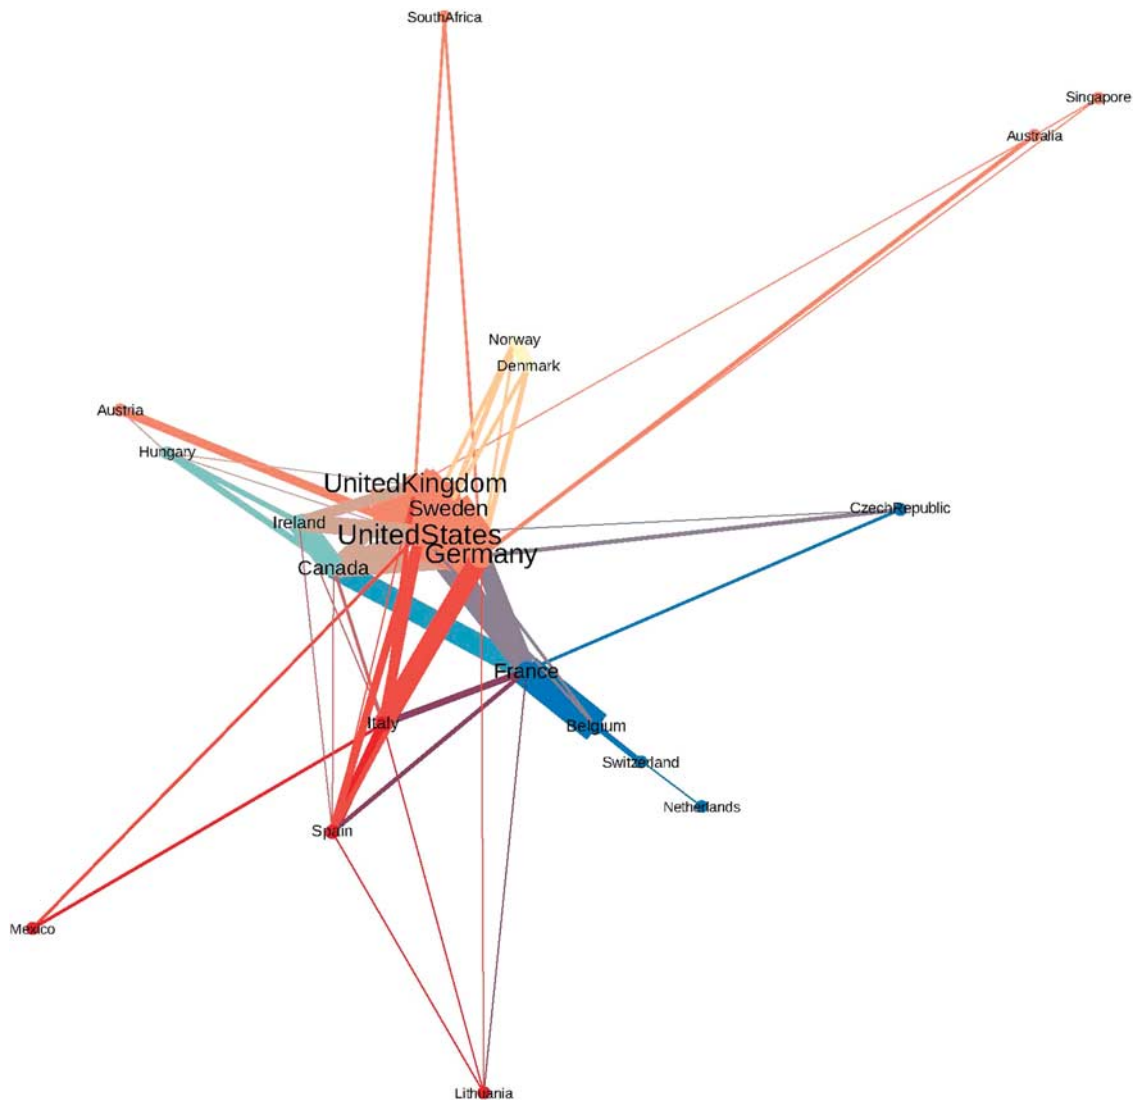 SouthAfrica
Singapore
Australia
Norway
Denmark
Austria
Hungary
UnitedKingdom
Sweden
CzechRepublic
Ireland
UnitedStates
Germany
Canada
France
Italy
Belgium
Switzerland
Netherlands
Spain
Mexico
Lithuania